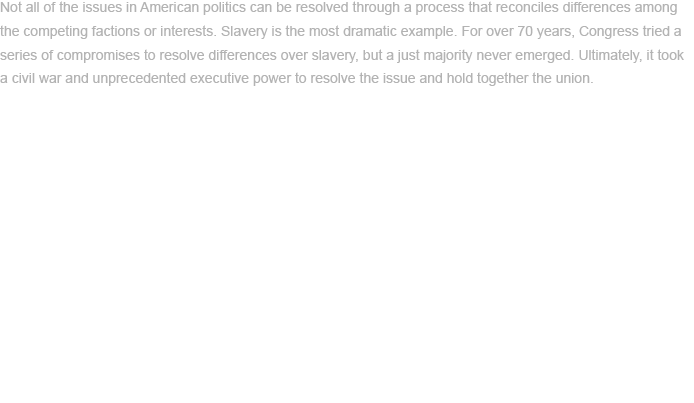 Not all of the issues in American politics can be resolved through a process that reconciles differences among
the competing factions or interests. Slavery is the most dramatic example. For over 70 years, Congress tried a
series of compromises to resolve differences over slavery, but a just majority never emerged. Ultimately, it took
a civil war and unprecedented executive power to resolve the issue and hold together the union.